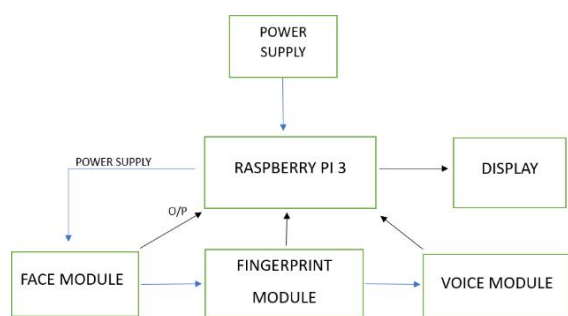 POWER
SUPPLY
POWER SUPPLY
RASPBERRY PI 3
DISPLAY
O/P
FACE MODULE
FINGERPRINT
MODULE
VOICE MODULE